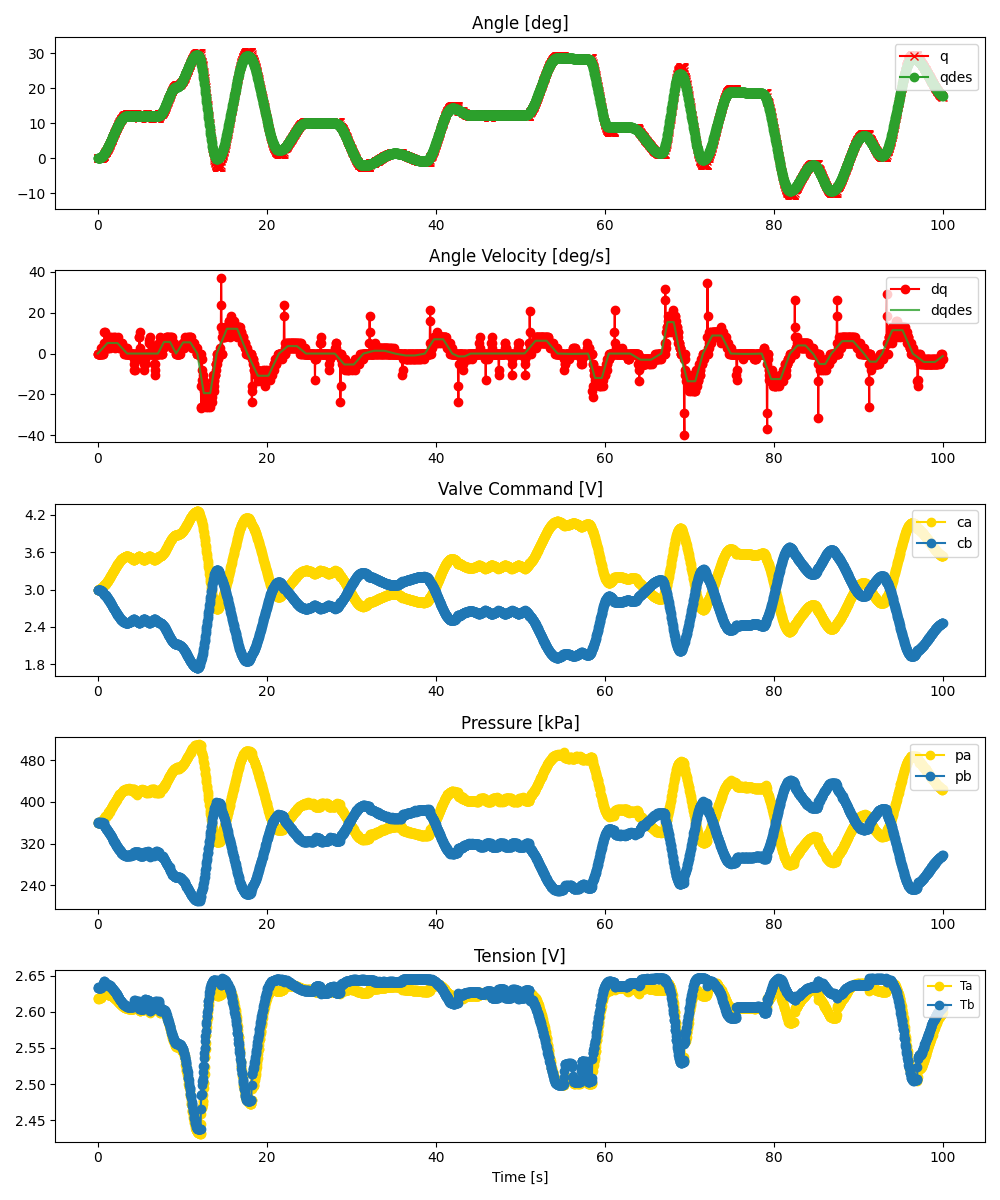 Angle [deg]
30
20
10
0
−10
q
qdes
0 20 40 60 80 100
Angle Velocity [deg/s]
40
20
0
−20
−40
dq
dqdes
0 20 40 60 80 100
Valve Command [V]
4.2
3.6
3.0
2.4
1.8
ca
cb
0 20 40 60 80 100
Pressure [kPa]
480
400
320
240
pa
pb
0 20 40 60 80 100
Tension [V]
2.65
2.60
2.55
2.50
2.45
Ta
Tb
0 20 40 60 80 100
Time [s]